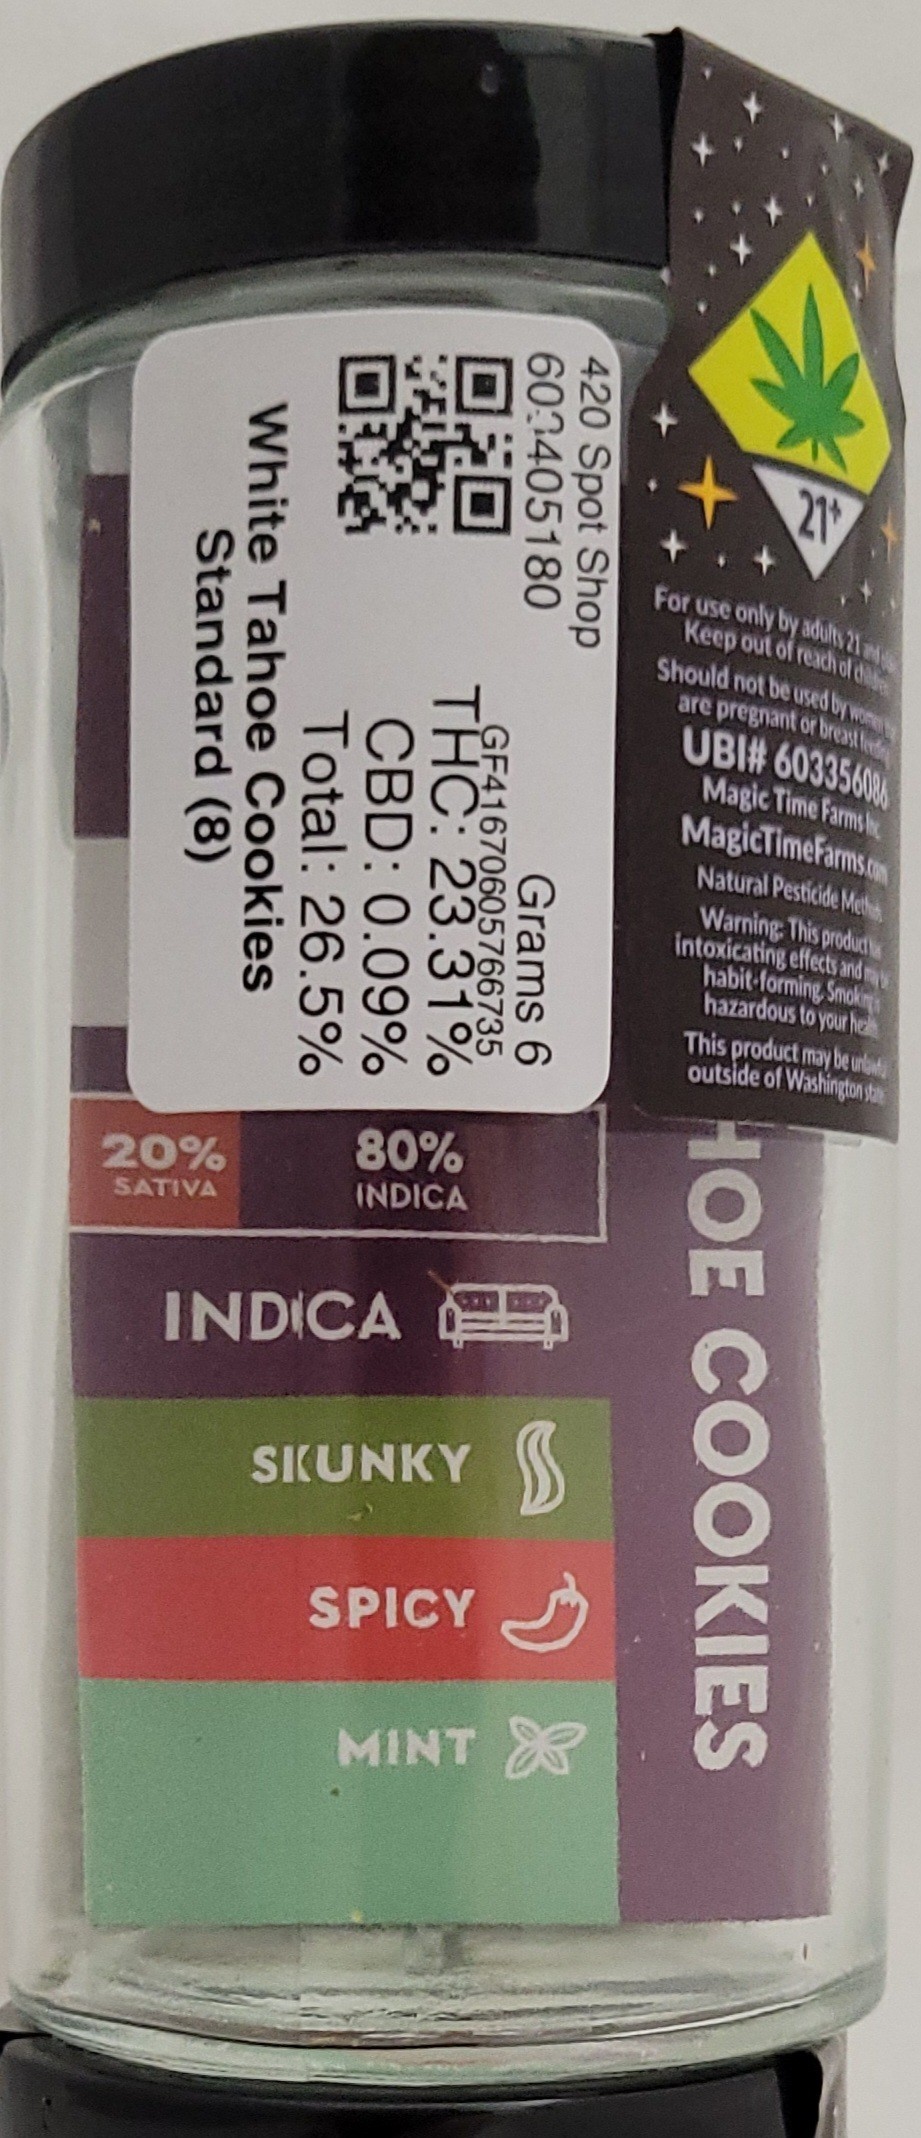 420 Spot Shop
603405180
Grams 6
GF41670605766735
THC: 23.31%
CBD: 0.09%
Total: 26.5%
White Tahoe Cookies
Standard (8)
21+
For use only by adults 21 and
Keep out of reach of children
Should not be used by women
are pregnant or breast feeding
UBI# 603356086
Magic Time Farms Inc
MagicTimeFarms.com
Natural Pesticide Methods
Warning: This product has
intoxicating effects and may be
habit-forming. Smoking is
hazardous to your health
This product may be unlawful
outside of Washington state
HOE COOKIES
20%
SATIVA
80%
INDICA
INDICA
SKUNKY
SPICY
MINT